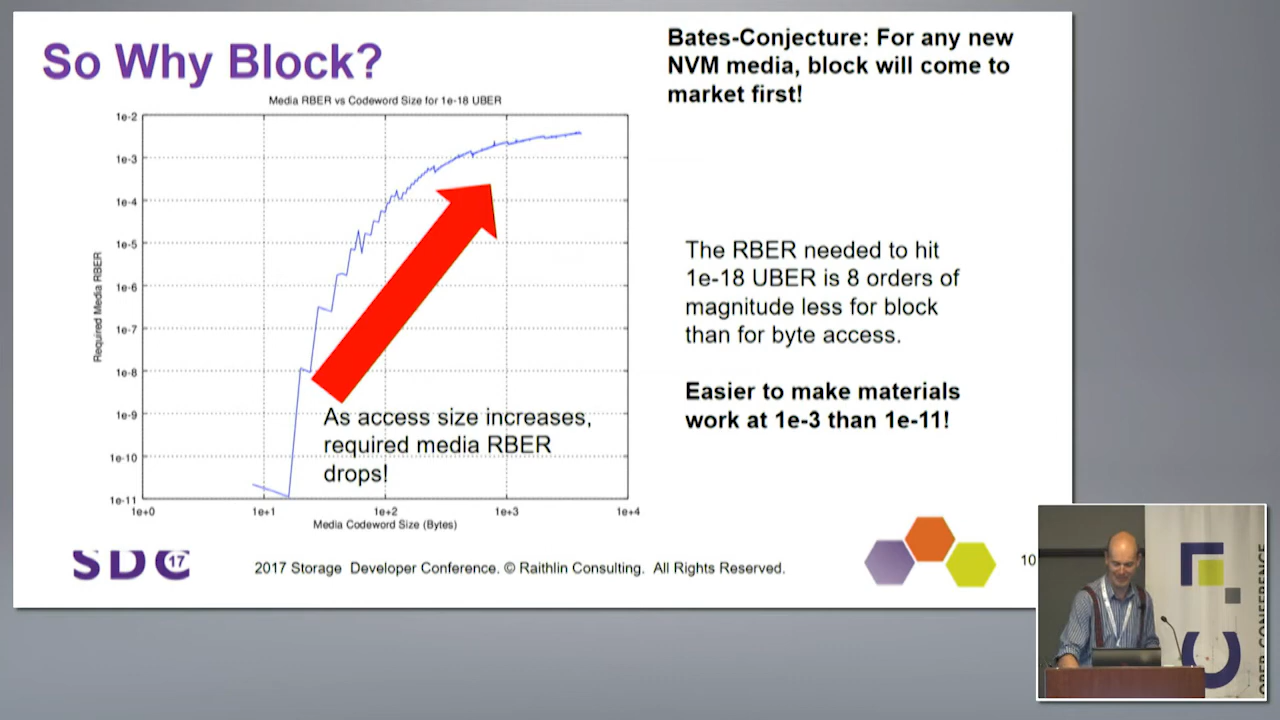 So Why Block?
Bates-Conjecture: For any new
NVM media, block will come to
market first!
Media RBER vs Codeword Size for 1e-18 UBER
Required Media RBER
1e-2
1e-3
1e-4
1e-5
1e-6
1e-7
1e-8
1e-9
1e-10
1e-11
1e+0
1e+1
1e+2
1e+3
1e+4
Media Codeword Size (Bytes)
As access size increases,
required media RBER
drops!
The RBER needed to hit
1e-18 UBER is 8 orders of
magnitude less for block
than for byte access.
Easier to make materials
work at 1e-3 than 1e-11!
SDC 17
2017 Storage Developer Conference. © Raithlin Consulting. All Rights Reserved.
10
CONFERENCE